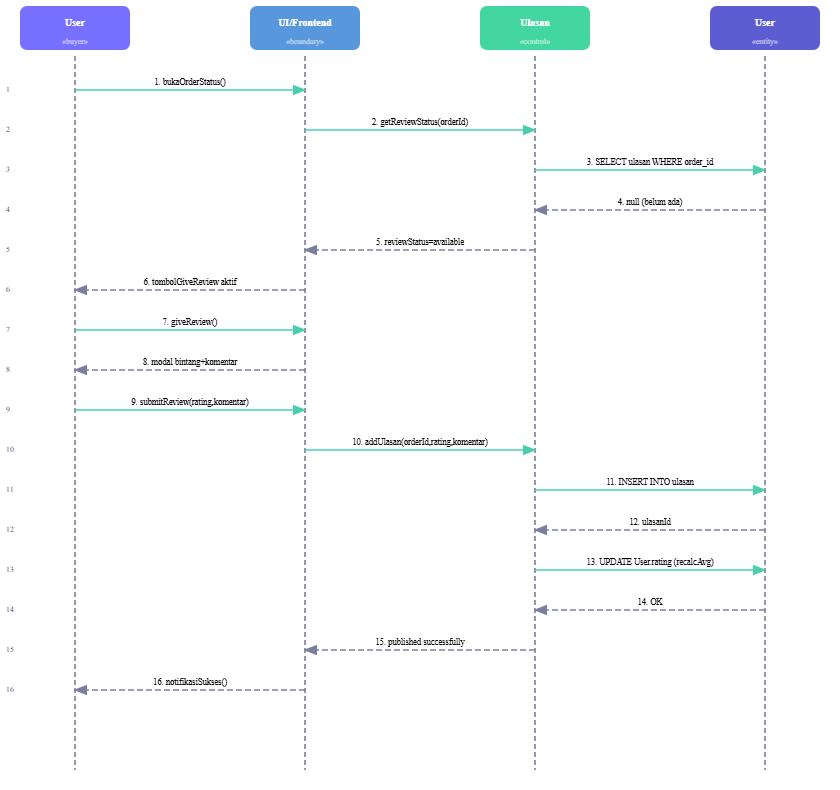 User
«buyer»
UI/Frontend
«boundary»
Ulasan
«control»
User
«entity»
1
1. bukaOrderStatus()
2
2. getReviewStatus(orderId)
3
3. SELECT ulasan WHERE order_id
4
4. null (belum ada)
5
5. reviewStatus=available
6
6. tombolGiveReview aktif
7
7. giveReview()
8
8. modal bintang+komentar
9
9. submitReview(rating,komentar)
10
10. addUlasan(orderId,rating,komentar)
11
11. INSERT INTO ulasan
12
12. ulasanId
13
13. UPDATE User.rating (recalcAvg)
14
14. OK
15
15. published successfully
16
16. notifikasiSukses()